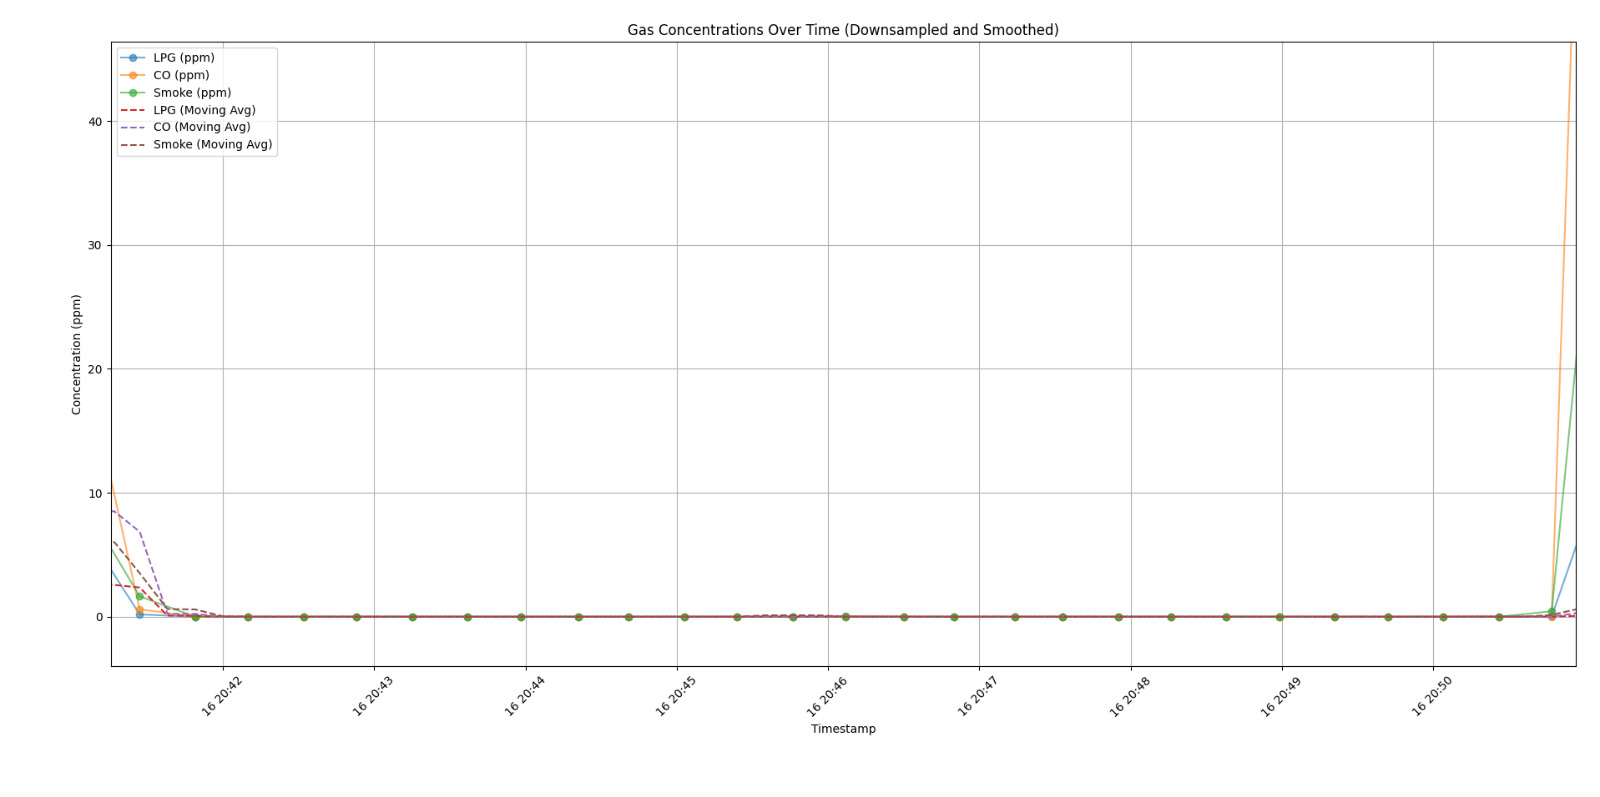 Gas Concentrations Over Time (Downsampled and Smoothed)
LPG (ppm)
CO (ppm)
Smoke (ppm)
LPG (Moving Avg)
CO (Moving Avg)
Smoke (Moving Avg)
Concentration (ppm)
40
30
20
10
0
16 20:42
16 20:43
16 20:44
16 20:45
16 20:46
16 20:47
16 20:48
16 20:49
16 20:50
Timestamp